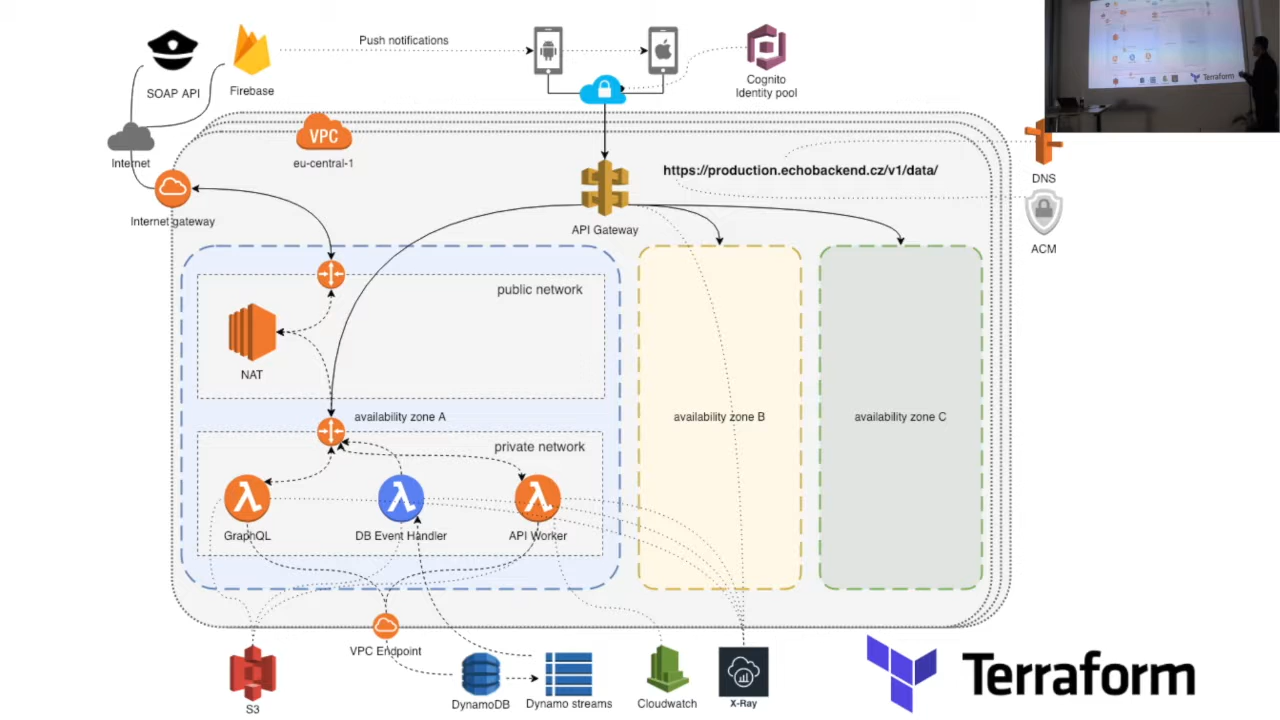 Push notifications
SOAP API
Firebase
Cognito
Identity pool
VPC
Internet
eu-central-1
https://production.echobackend.cz/v1/data/
DNS
Internet gateway
API Gateway
ACM
public network
NAT
availability zone A
availability zone B
availability zone C
private network
GraphQL
DB Event Handler
API Worker
VPC Endpoint
S3
DynamoDB
Dynamo streams
Cloudwatch
X-Ray
Terraform
Terraform